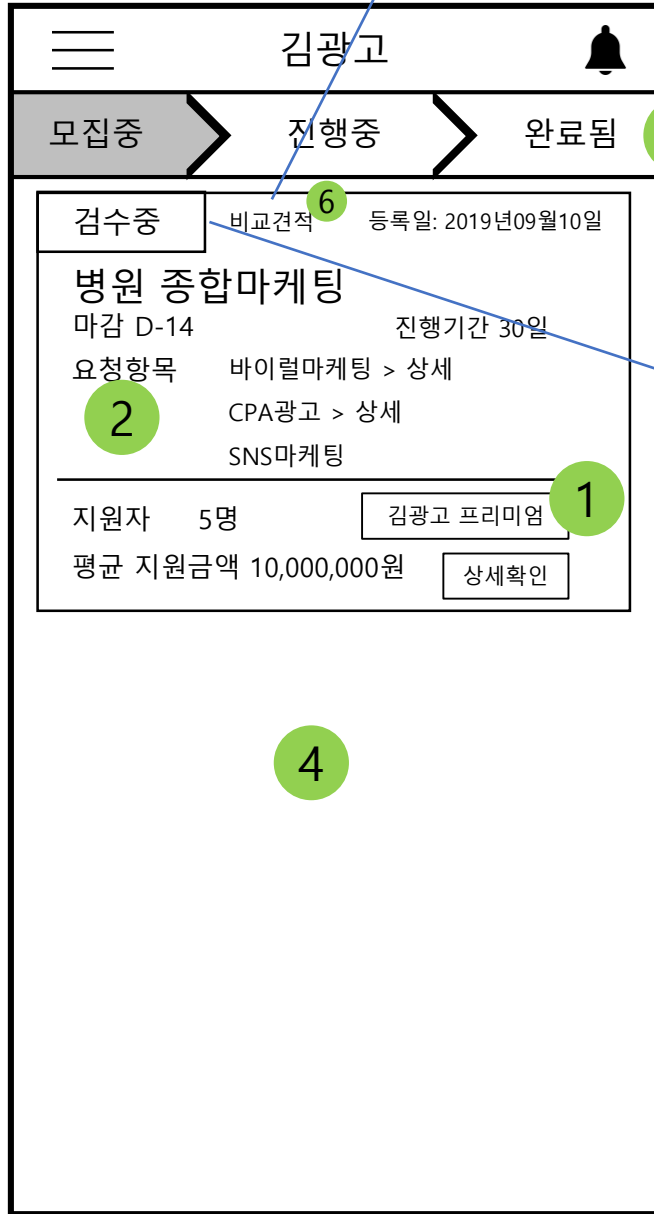 김광고
모집중 진행중 완료됨
검수중 비교견적 6 등록일: 2019년09월10일
병원 종합마케팅
마감 D-14 진행기간 30일
요청항목 바이럴마케팅 > 상세
2 CPA광고 > 상세
SNS마케팅
1
지원자 5명 김광고 프리미엄
평균 지원금액 10,000,000원 상세확인
4